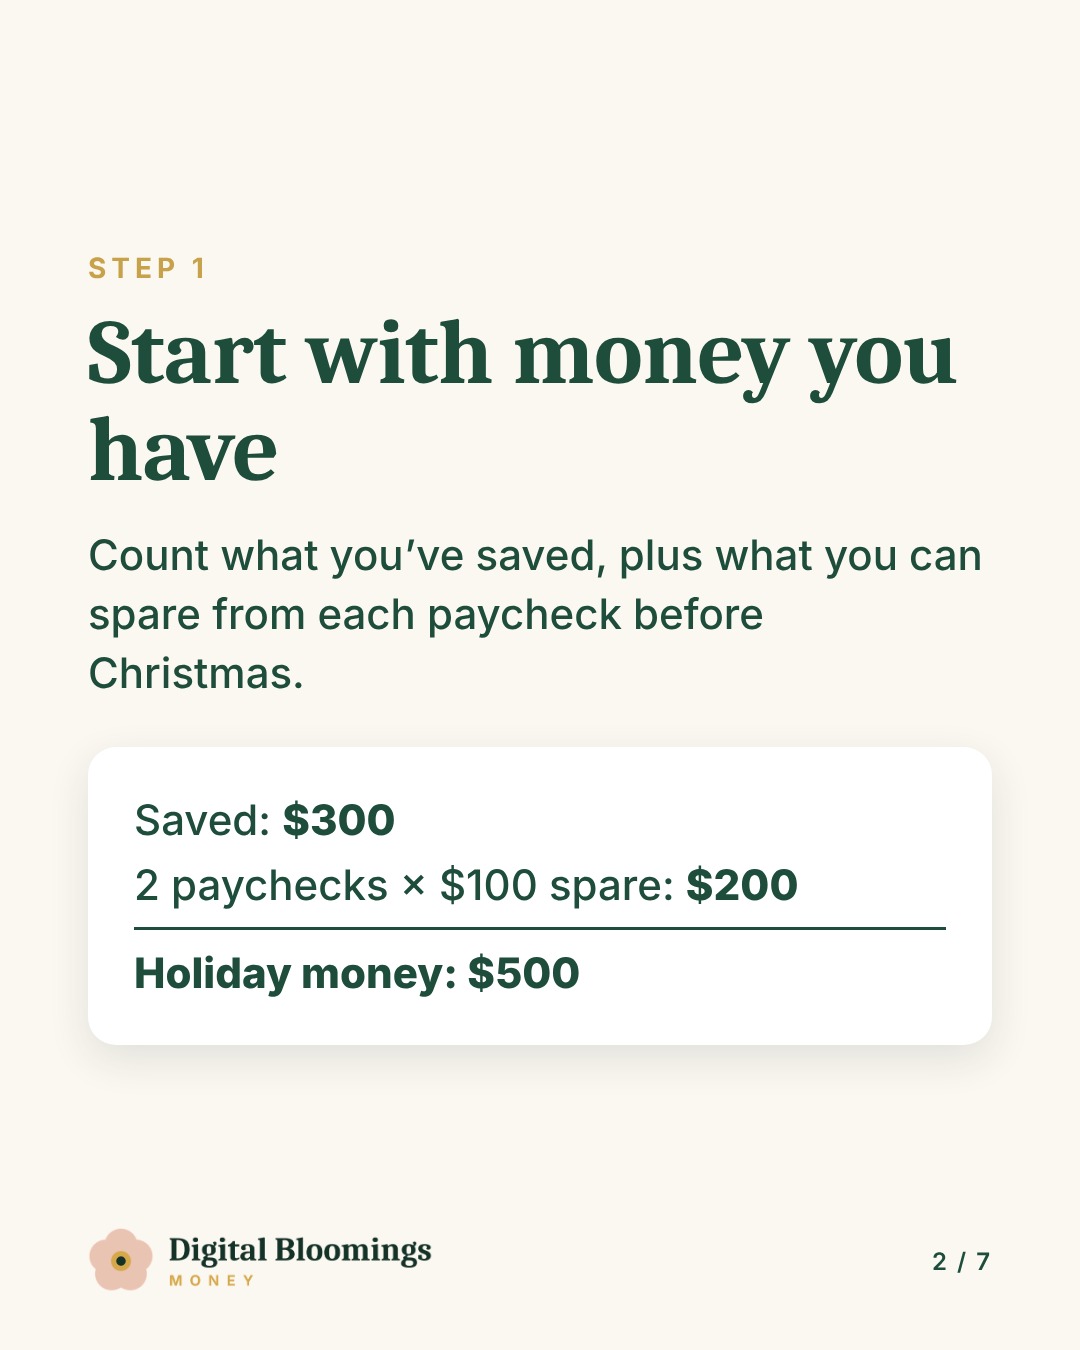 STEP 1
Start with money you
have
Count what you’ve saved, plus what you can
spare from each paycheck before
Christmas.
Saved: $300
2 paychecks × $100 spare: $200
Holiday money: $500
Digital Bloomings
MONEY
2 / 7